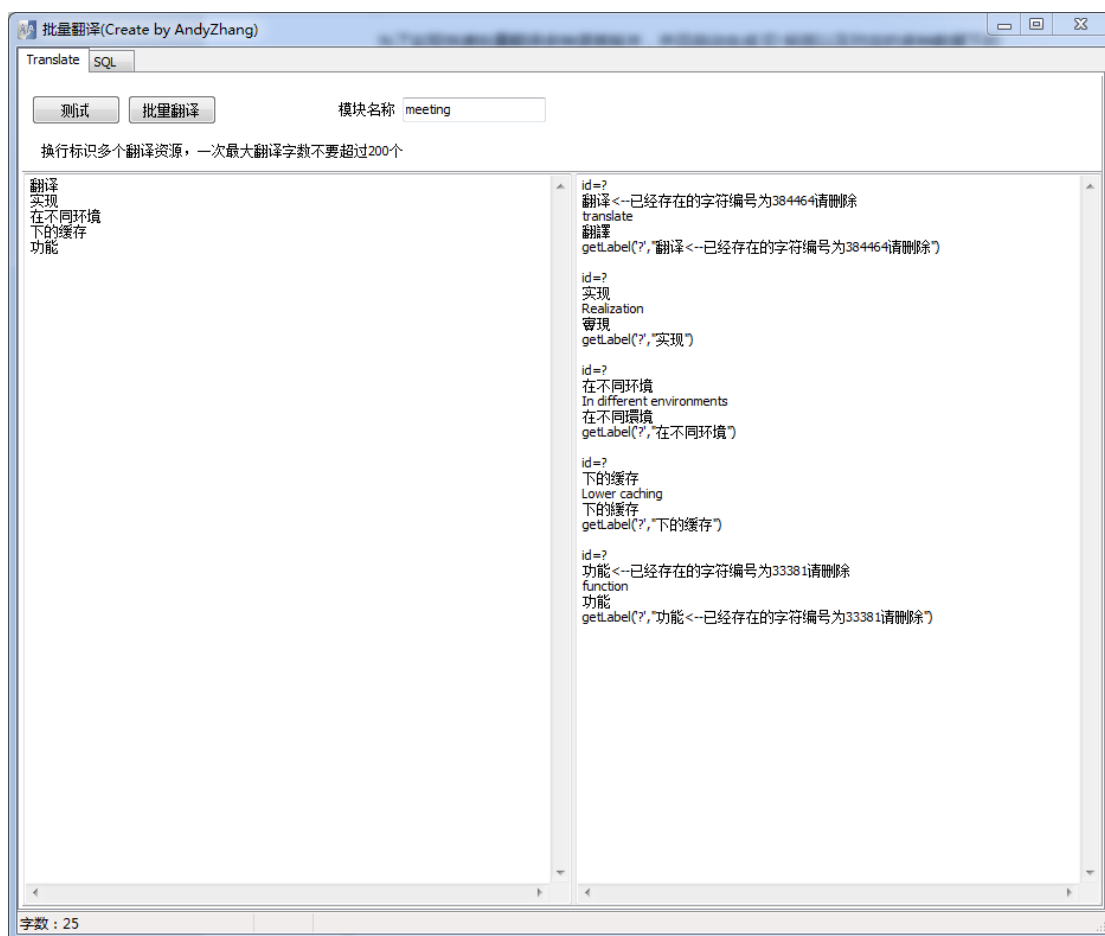 批量翻译(Create by AndyZhang)
Translate SQL
测试 批里翻译 模块名称 meeting
换行标识多个翻译资源，一次最大翻译字数不要超过200个
翻译
实现
在不同环境
下的缓存
功能
id=?
翻译<--已经存在的字符编号为384464请删除
translate
翻譯
getLabel('?',"翻译<--已经存在的字符编号为384464请删除")
id=?
实现
Realization
實現
getLabel('?',"实现")
id=?
在不同环境
In different environments
在不同環境
getLabel('?',"在不同环境")
id=?
下的缓存
Lower caching
下的緩存
getLabel('?',"下的缓存")
id=?
功能<--已经存在的字符编号为33381请删除
function
功能
getLabel('?',"功能<--已经存在的字符编号为33381请删除")
字数：25